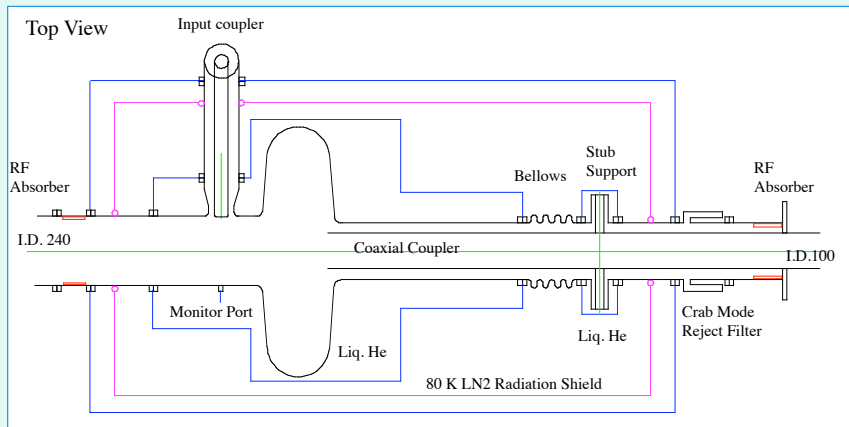 Top View
Input coupler
RF
Absorber
Bellows
Stub
Support
RF
Absorber
I.D. 240
Coaxial Coupler
I.D.100
Monitor Port
Liq. He
Liq. He
Crab Mode
Reject Filter
80 K LN2 Radiation Shield